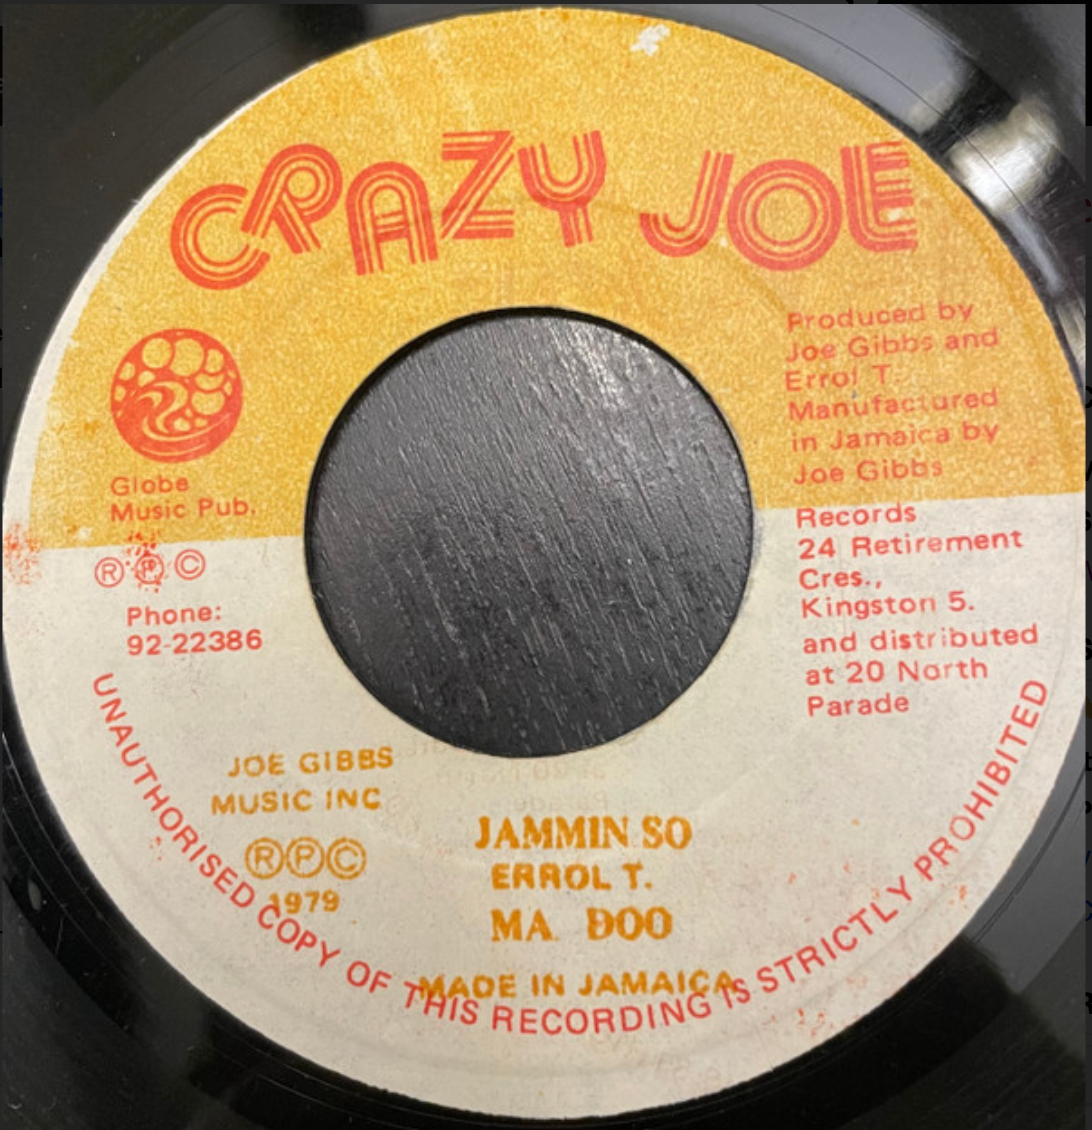 CRAZY JOE
Produced by
Joe Gibbs and
Errol T.
Manufactured
in Jamaica by
Joe Gibbs
Records
24 Retirement
Cres.,
Kingston 5.
and distributed
at 20 North
Parade
Globe
Music Pub.
Ⓡ Ⓟ Ⓒ
Phone:
92-22386
JOE GIBBS
MUSIC INC
ⓇⓅⒸ
1979
JAMMIN SO
ERROL T.
MA DOO
MADE IN JAMAICA
UNAUTHORISED COPY OF THIS RECORDING IS STRICTLY PROHIBITED